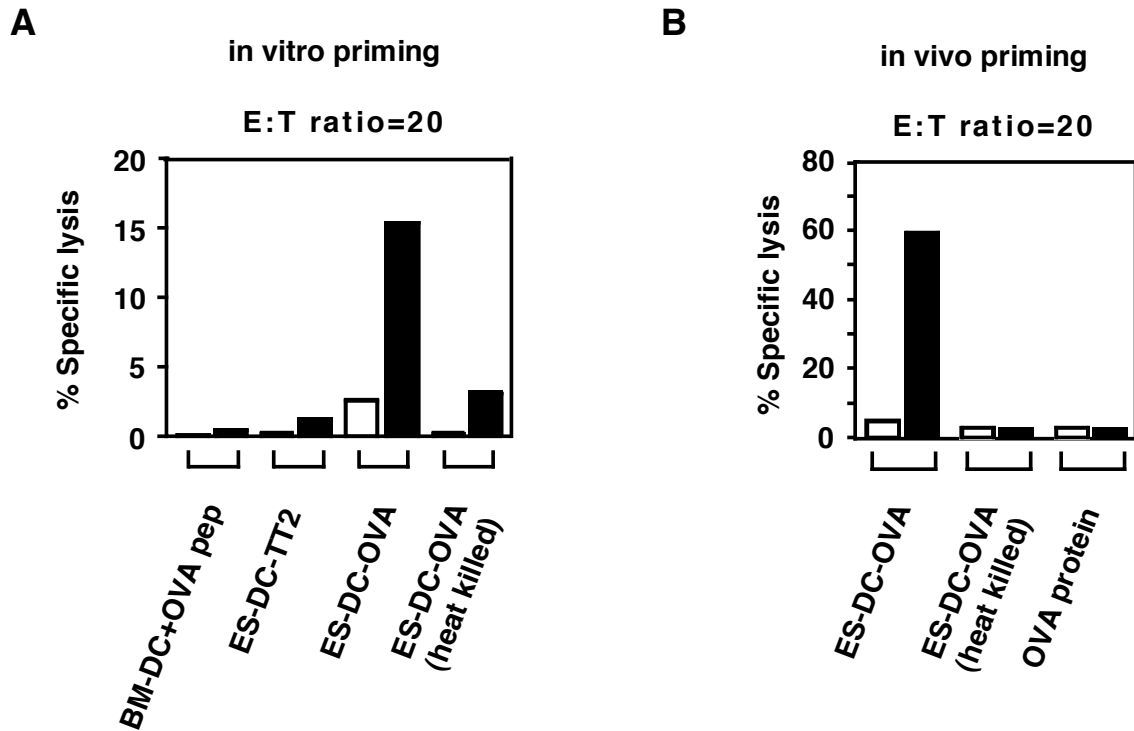 A
in vitro priming
E:T ratio=20
% Specific lysis
20
15
10
5
0
BM-DC+OVA pep
ES-DC-TT2
ES-DC-OVA
ES-DC-OVA
(heat killed)
B
in vivo priming
E:T ratio=20
% Specific lysis
80
60
40
20
0
ES-DC-OVA
ES-DC-OVA
(heat killed)
OVA protein